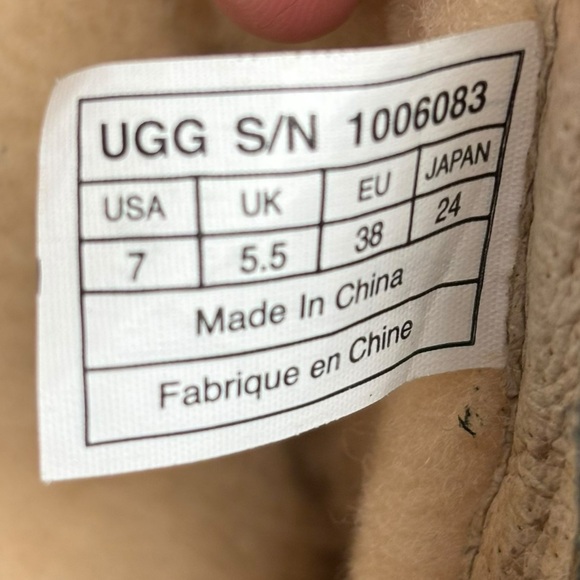 UGG S/N 1006083
USA UK EU JAPAN
7 5.5 38 24
Made In China
Fabrique en Chine